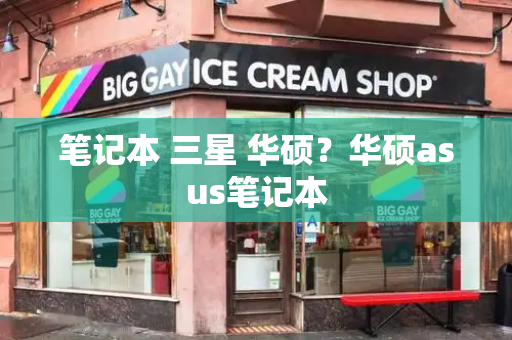 BIG GAY ICE CREAM SHOP
笔记本 三星 华硕？华硕as
us笔记本
BIG GAY
ICE CREAM SHOP
BIG GAY
ICE CREAM SHOP
A